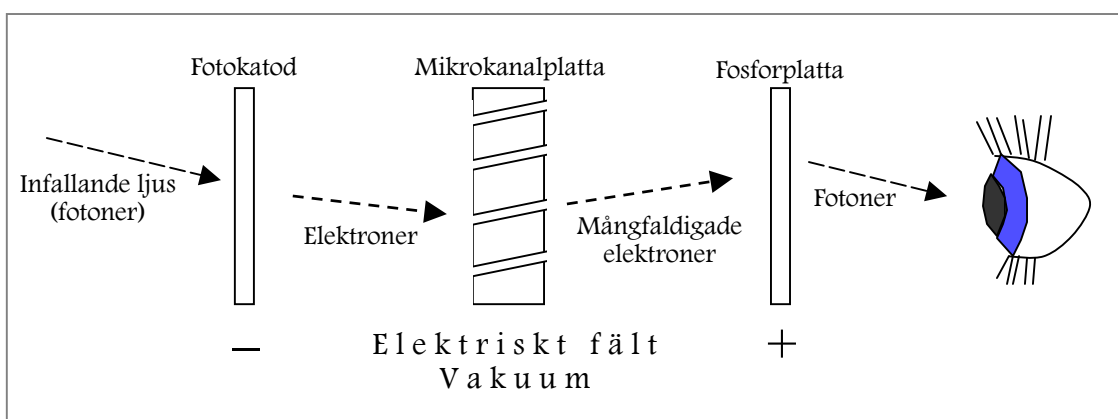 Fotokatod
Mikrokanalplatta
Fosforplatta
Infallande ljus
(fotoner)
Elektroner
Mångfaldigade
elektroner
Fotoner
–
Elektriskt fält
+
Vakuum